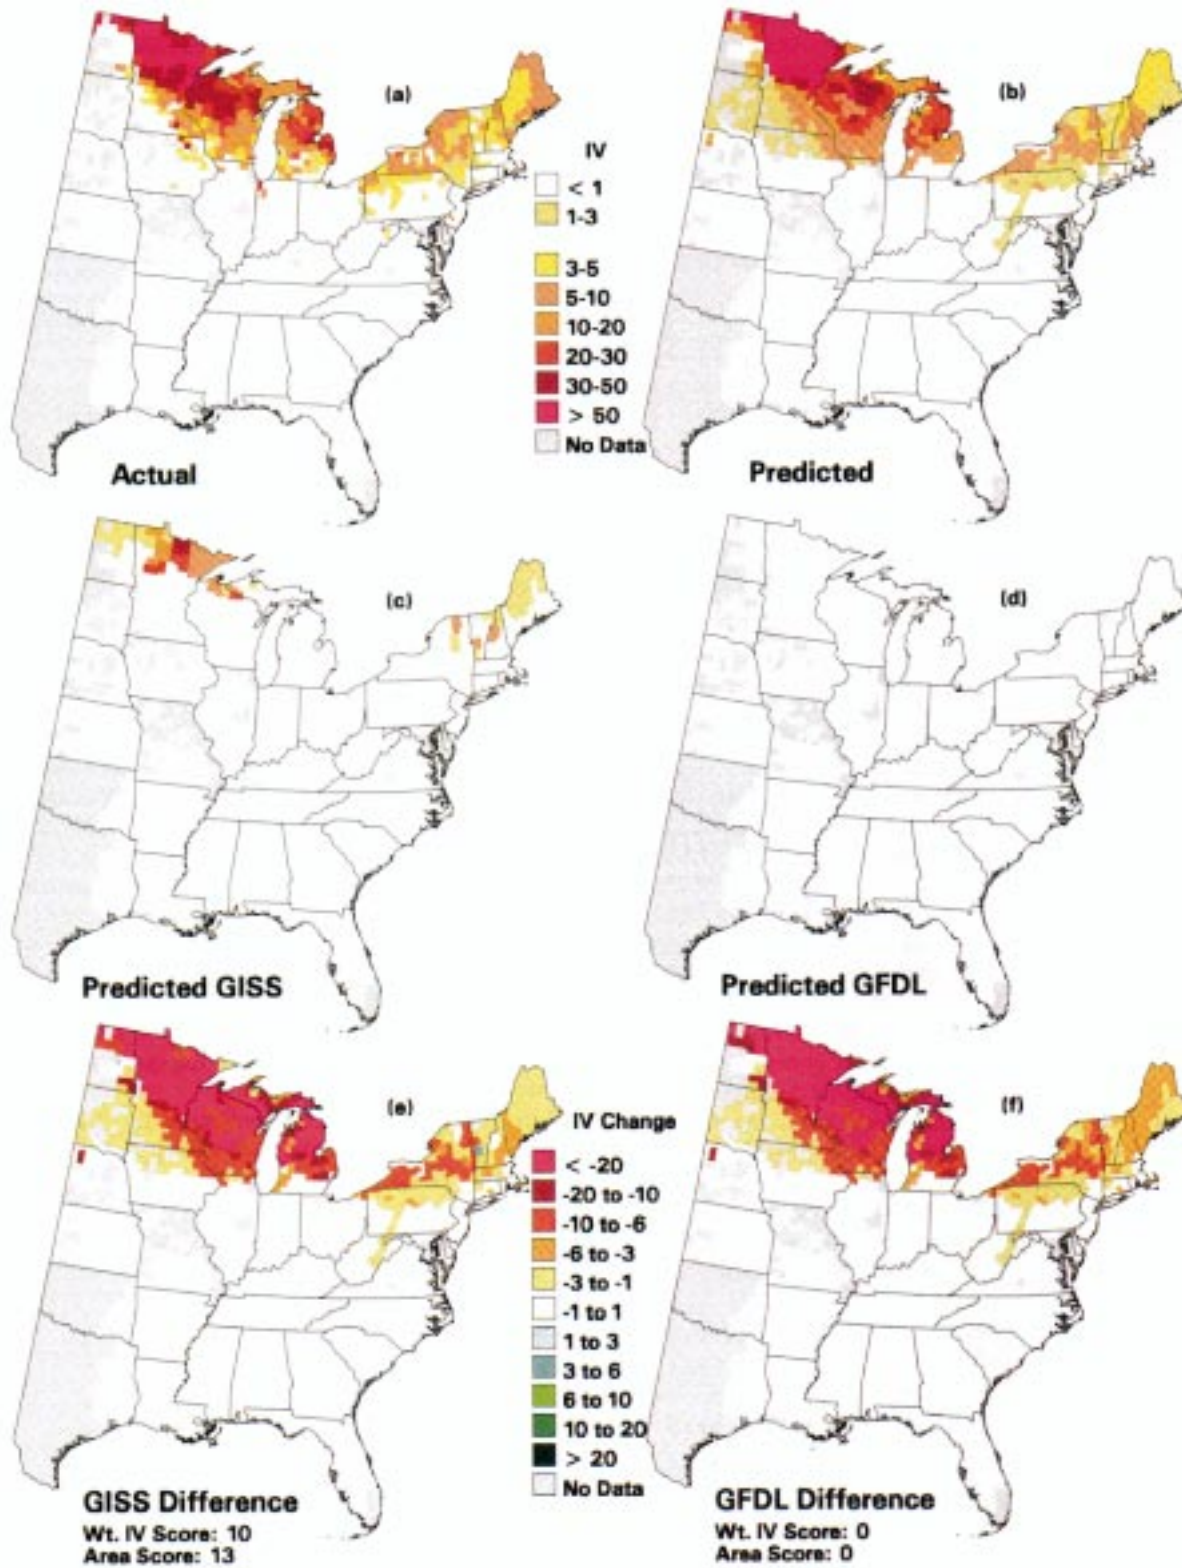 (a)
(b)
IV
< 1
1-3
3-5
5-10
10-20
20-30
30-50
> 50
No Data
Actual
Predicted
(c)
(d)
Predicted GISS
Predicted GFDL
(e)
(f)
IV Change
< -20
-20 to -10
-10 to -6
-6 to -3
-3 to -1
-1 to 1
1 to 3
3 to 6
6 to 10
10 to 20
> 20
No Data
GISS Difference
Wt. IV Score: 10
Area Score: 13
GFDL Difference
Wt. IV Score: 0
Area Score: 0